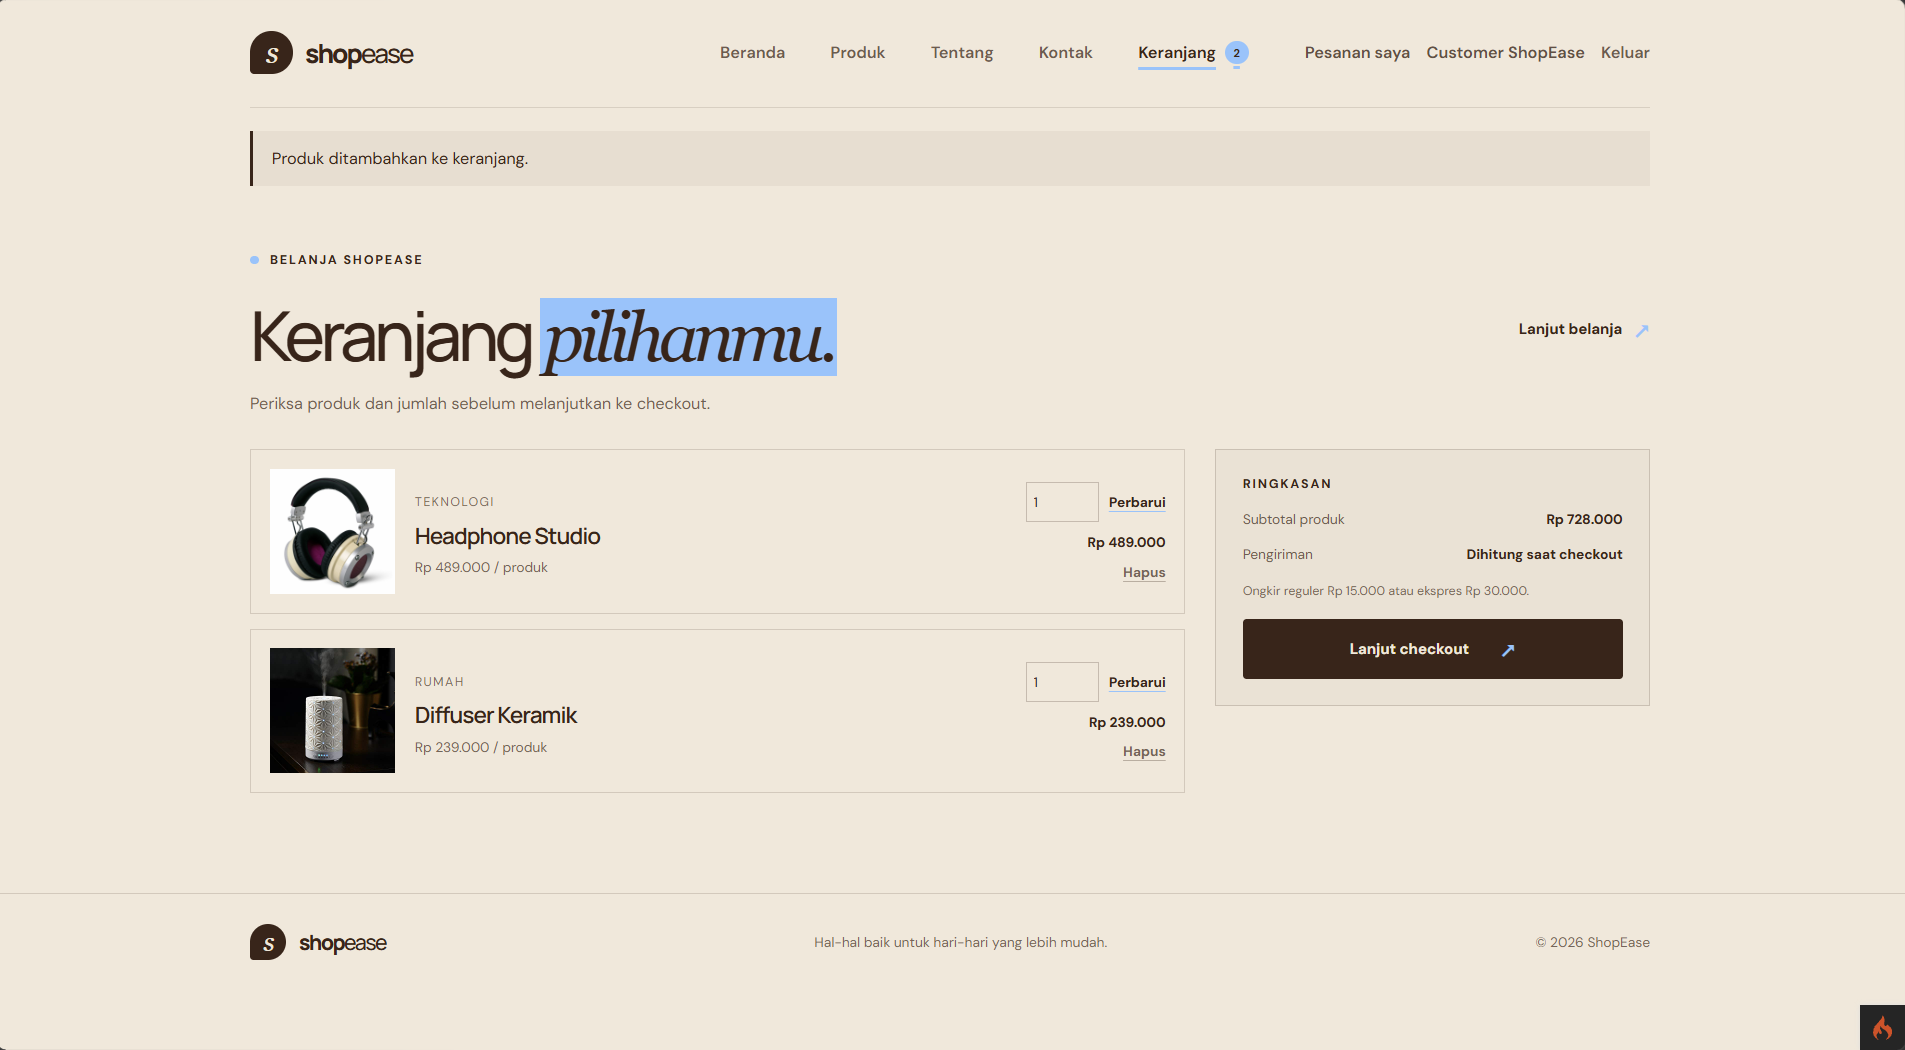 s shopease
Beranda Produk Tentang Kontak Keranjang 2 Pesanan saya Customer ShopEase Keluar
Produk ditambahkan ke keranjang.
BELANJA SHOPEASE
Keranjang pilihanmu.
Lanjut belanja ↗
Periksa produk dan jumlah sebelum melanjutkan ke checkout.
TEKNOLOGI
Headphone Studio
Rp 489.000 / produk
1 Perbarui
Rp 489.000
Hapus
RUMAH
Diffuser Keramik
Rp 239.000 / produk
1 Perbarui
Rp 239.000
Hapus
RINGKASAN
Subtotal produk Rp 728.000
Pengiriman Dihitung saat checkout
Ongkir reguler Rp 15.000 atau ekspres Rp 30.000.
Lanjut checkout ↗
s shopease
Hal-hal baik untuk hari-hari yang lebih mudah.
© 2026 ShopEase